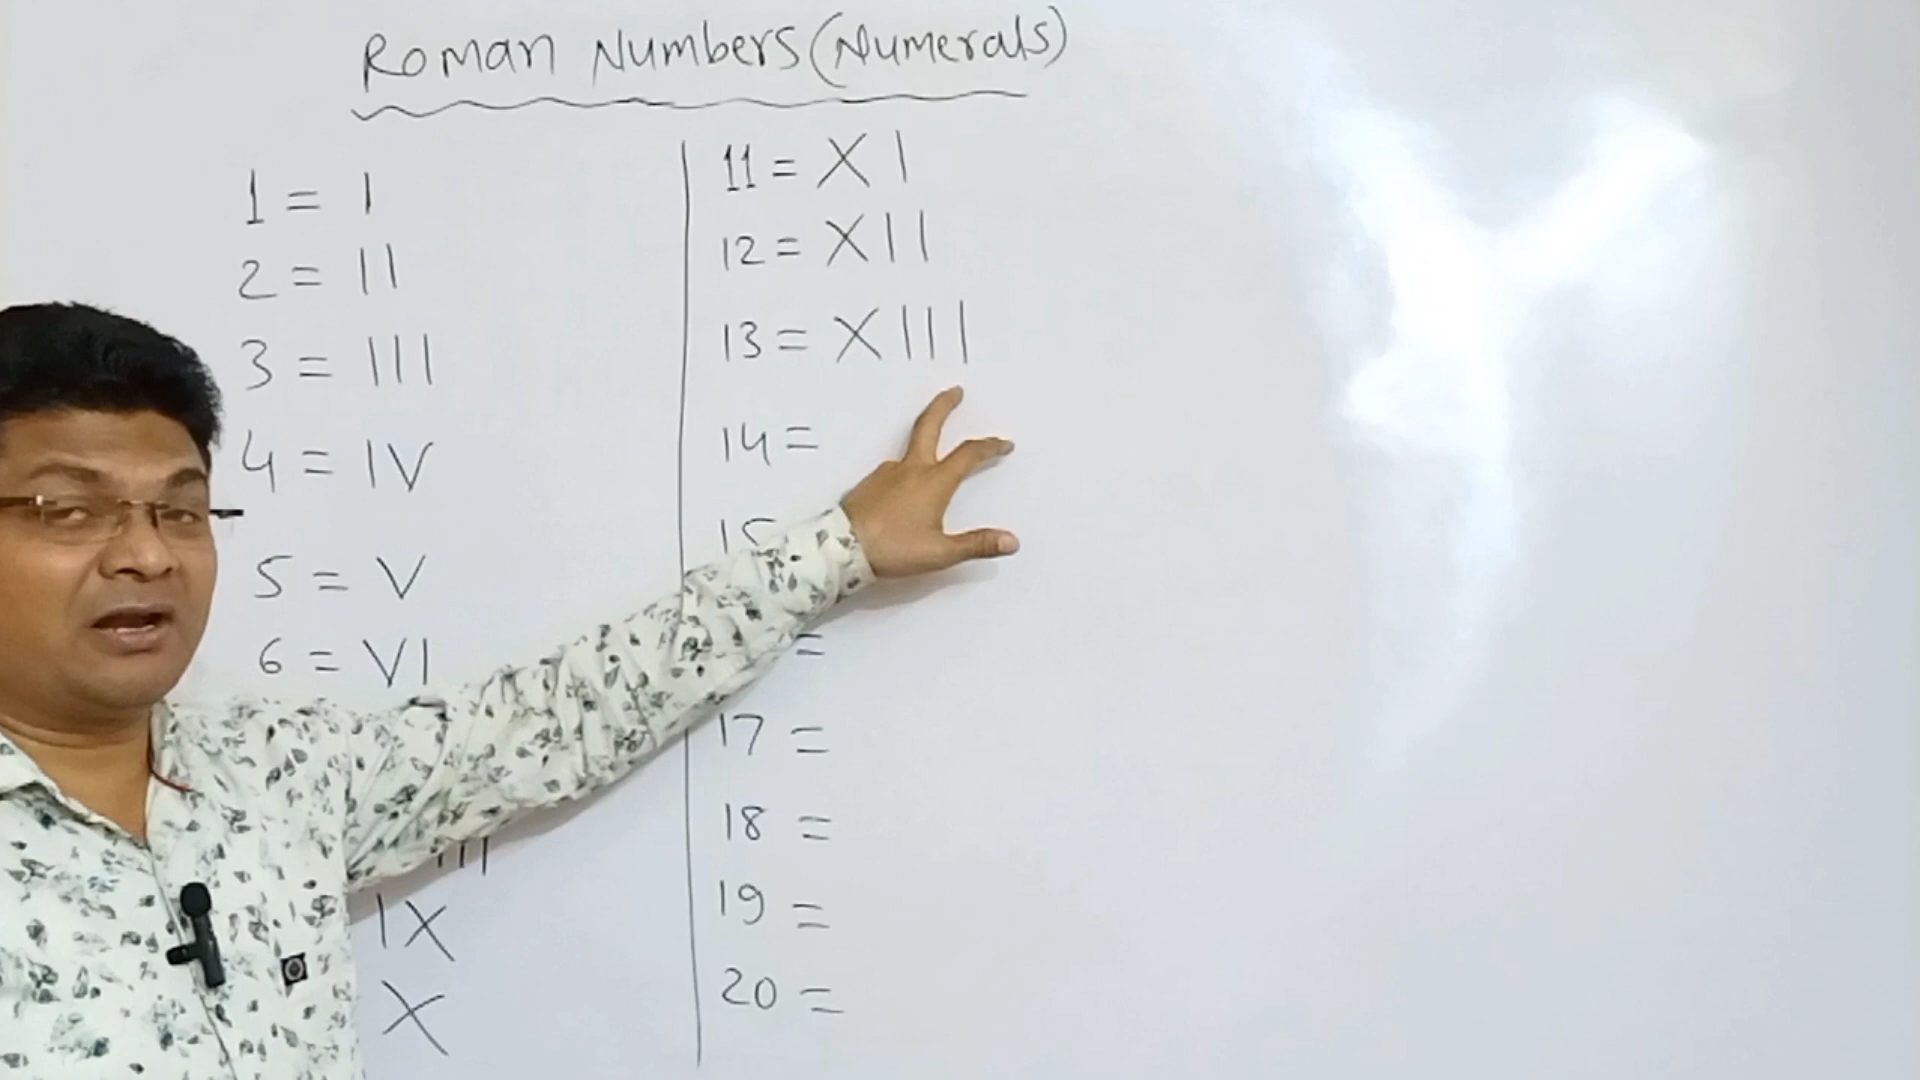 Roman Numbers (Numerals)
1 = I
2 = II
3 = III
4 = IV
5 = V
6 = VI
IX
X
11 = XI
12 = XII
13 = XIII
14 =
15
=
17 =
18 =
19 =
20 =